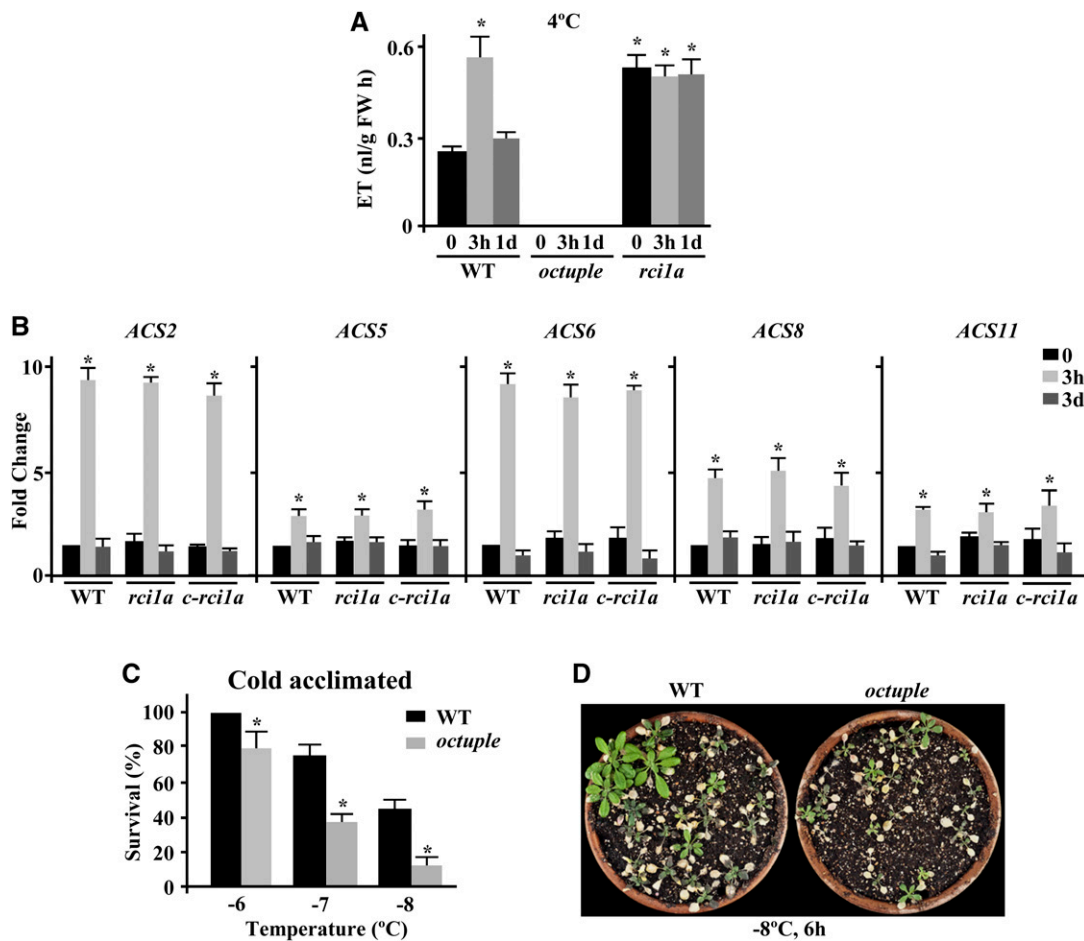 A
4ºC
ET (nl/g FW h)
0.6
0.3
0
0 3h 1d 0 3h 1d 0 3h 1d
WT octuple rci1a
* * * *
B
ACS2 ACS5 ACS6 ACS8 ACS11
Fold Change
10
5
0
0
3h
3d
* * * * * * * * * * * * * * *
WT rci1a c-rci1a WT rci1a c-rci1a WT rci1a c-rci1a WT rci1a c-rci1a WT rci1a c-rci1a
C
Cold acclimated
Survival (%)
100
80
60
40
20
0
WT
octuple
* * *
-6 -7 -8
Temperature (ºC)
D
WT octuple
-8ºC, 6h